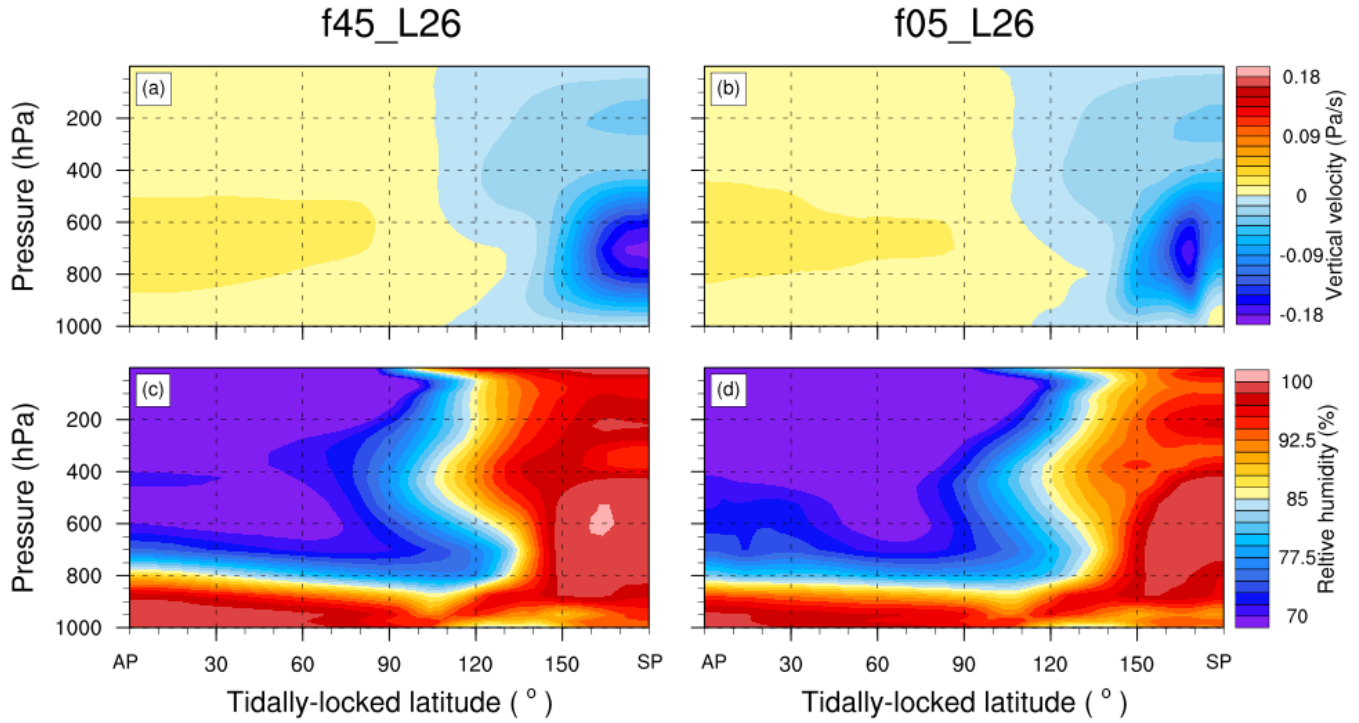 f45_L26 f05_L26
(a) (b)
Pressure (hPa)
200
400
600
800
1000
0.18
0.09
0
-0.09
-0.18
Vertical velocity (Pa/s)
(c) (d)
Pressure (hPa)
200
400
600
800
1000
100
92.5
85
77.5
70
Reltive humidity (%)
AP 30 60 90 120 150 SP AP 30 60 90 120 150 SP
Tidally-locked latitude ( ° ) Tidally-locked latitude ( ° )